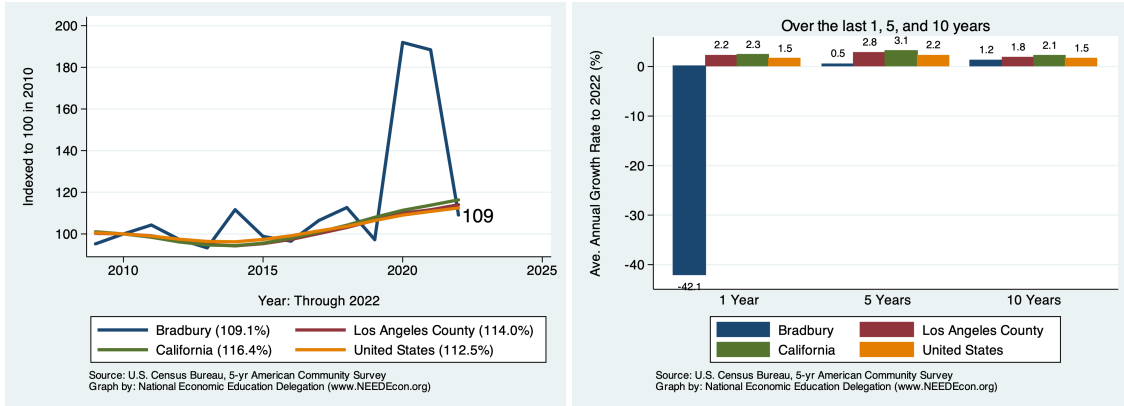 200
180
160
140
120
100
Indexed to 100 in 2010
109
2010
2015
2020
2025
Year: Through 2022
Bradbury (109.1%)
Los Angeles County (114.0%)
California (116.4%)
United States (112.5%)
Source: U.S. Census Bureau, 5-yr American Community Survey
Graph by: National Economic Education Delegation (www.NEEDEcon.org)
Over the last 1, 5, and 10 years
Ave. Annual Growth Rate to 2022 (%)
0
-10
-20
-30
-40
-42.1
2.2
2.3
1.5
0.5
2.8
3.1
2.2
1.2
1.8
2.1
1.5
1 Year
5 Years
10 Years
Bradbury
Los Angeles County
California
United States
Source: U.S. Census Bureau, 5-yr American Community Survey
Graph by: National Economic Education Delegation (www.NEEDEcon.org)